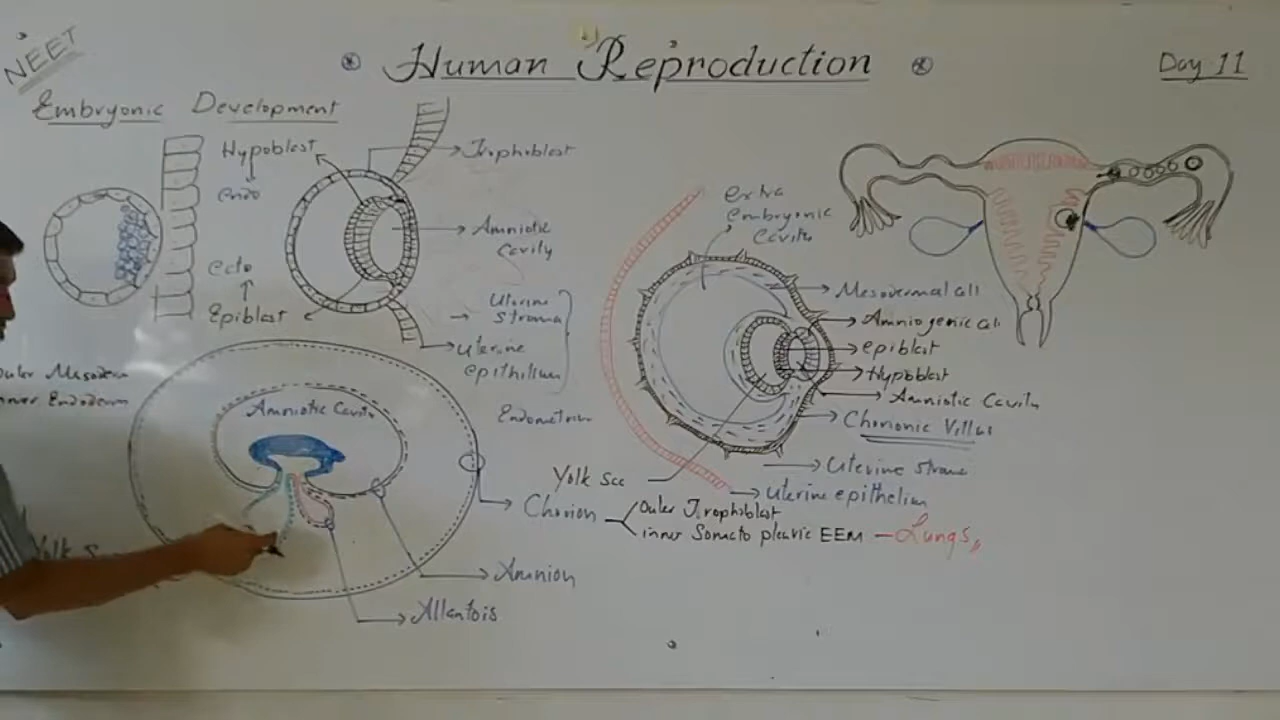 NEET
Human Reproduction
Day 11
Embryonic Development
Hypoblast
endo
Ecto
Epiblast
Trophoblast
Amniotic
Cavity
Uterine
Stroma
Uterine
epithelium
Endometrium
extra
embryonic
Cavity
Mesodermal cell
Amniogenic cell
epiblast
Hypoblast
Amniotic Cavity
Chorionic Villus
Uterine stroma
Uterine epithelium
Yolk Sac
Chorion
Outer Trophoblast
inner Somato pleuric EEM - Lungs,,
Amniotic Cavity
Amnion
Allantois
uter Mesoderm
nner Endoderm